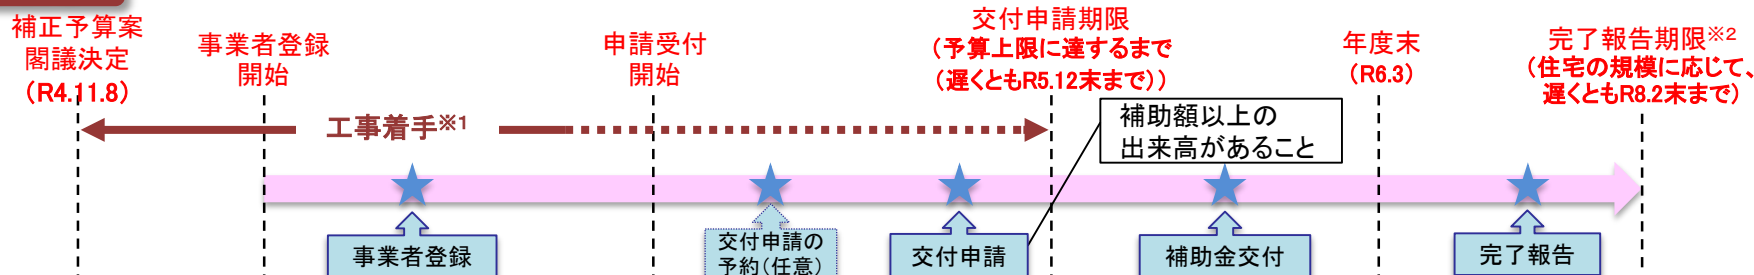 補正予算案
閣議決定
（R4.11.8）
事業者登録
開始
申請受付
開始
交付申請期限
（予算上限に達するまで
（遅くともR5.12末まで））
年度末
（R6.3）
完了報告期限※2
（住宅の規模に応じて、
遅くともR8.2末まで）
工事着手※1
補助額以上の
出来高があること
事業者登録
交付申請の
予約（任意）
交付申請
補助金交付
完了報告